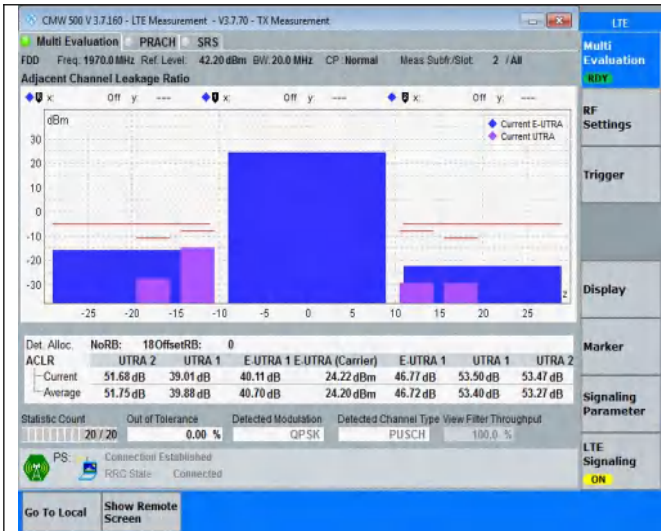 CMW 500 V 3.7.160 - LTE Measurement - V3.7.70 - TX Measurement
LTE
Multi Evaluation PRACH SRS
FDD Freq: 1970.0 MHz Ref. Level: 42.20 dBm BW: 20.0 MHz CP: Normal Meas Subfr./Slot: 2 / All
Adjacent Channel Leakage Ratio
x: Off y: --- x: Off y: --- x: Off y: ---
dBm
Current E-UTRA
Current UTRA
30
20
10
0
-10
-20
-30
-25 -20 -15 -10 -5 0 5 10 15 20 25
Det. Alloc. NoRB: 18 OffsetRB: 0
ACLR UTRA 2 UTRA 1 E-UTRA 1 E-UTRA (Carrier) E-UTRA 1 UTRA 1 UTRA 2
Current 51.68 dB 39.01 dB 40.11 dB 24.22 dBm 46.77 dB 53.50 dB 53.47 dB
Average 51.75 dB 39.88 dB 40.70 dB 24.20 dBm 46.72 dB 53.40 dB 53.27 dB
Statistic Count Out of Tolerance Detected Modulation Detected Channel Type View Filter Throughput
20 / 20 0.00 % QPSK PUSCH 100.0 %
PS: Connection Established
RRC State Connected
Go To Local
Show Remote Screen
Multi Evaluation
RDY
RF Settings
Trigger
Display
Marker
Signaling Parameter
LTE Signaling
ON